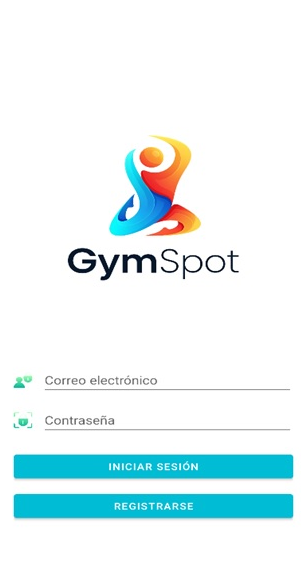 GymSpot
Correo electrónico
Contraseña
INICIAR SESIÓN
REGISTRARSE